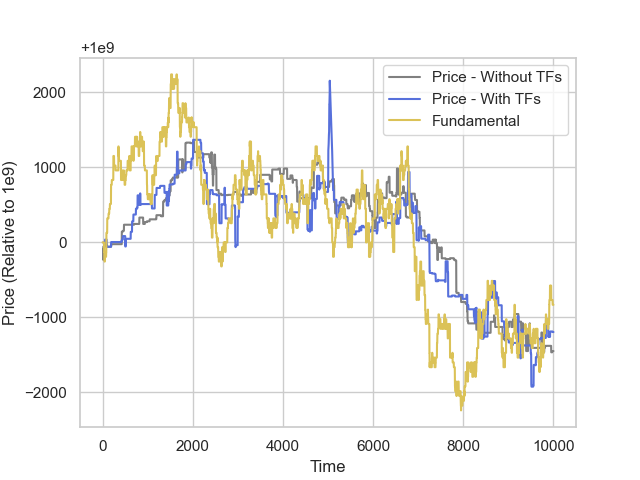 +1e9
Price - Without TFs
Price - With TFs
Fundamental
2000
1000
0
−1000
−2000
Price (Relative to 1e9)
0 2000 4000 6000 8000 10000
Time